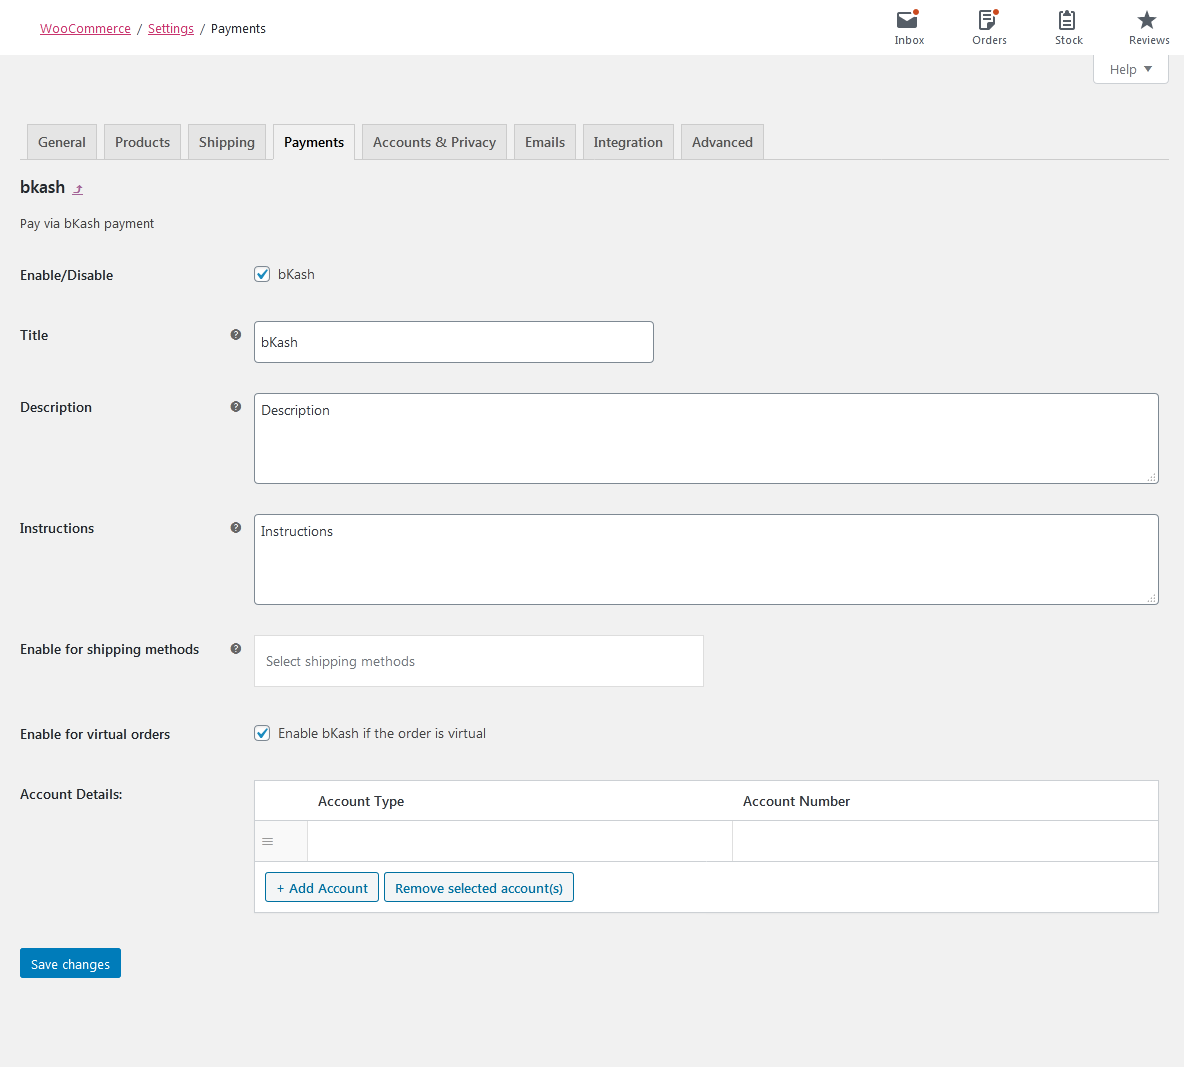 WooCommerce / Settings / Payments
Inbox
Orders
Stock
Reviews
Help
General
Products
Shipping
Payments
Accounts & Privacy
Emails
Integration
Advanced
bkash
Pay via bKash payment
Enable/Disable
bKash
Title
bKash
Description
Description
Instructions
Instructions
Enable for shipping methods
Select shipping methods
Enable for virtual orders
Enable bKash if the order is virtual
Account Details:
Account Type
Account Number
+ Add Account
Remove selected account(s)
Save changes